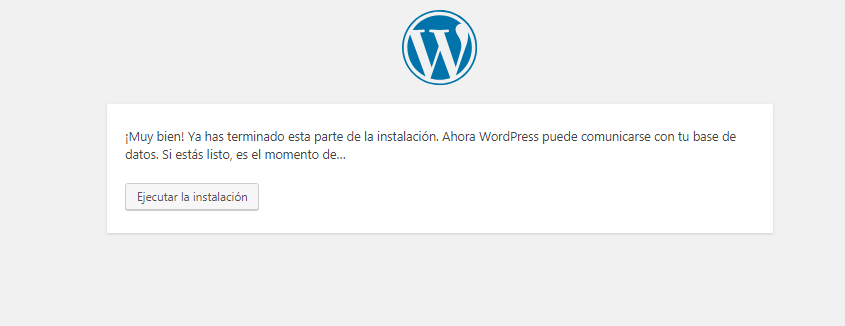 ¡Muy bien! Ya has terminado esta parte de la instalación. Ahora WordPress puede comunicarse con tu base de
datos. Si estás listo, es el momento de...
Ejecutar la instalación